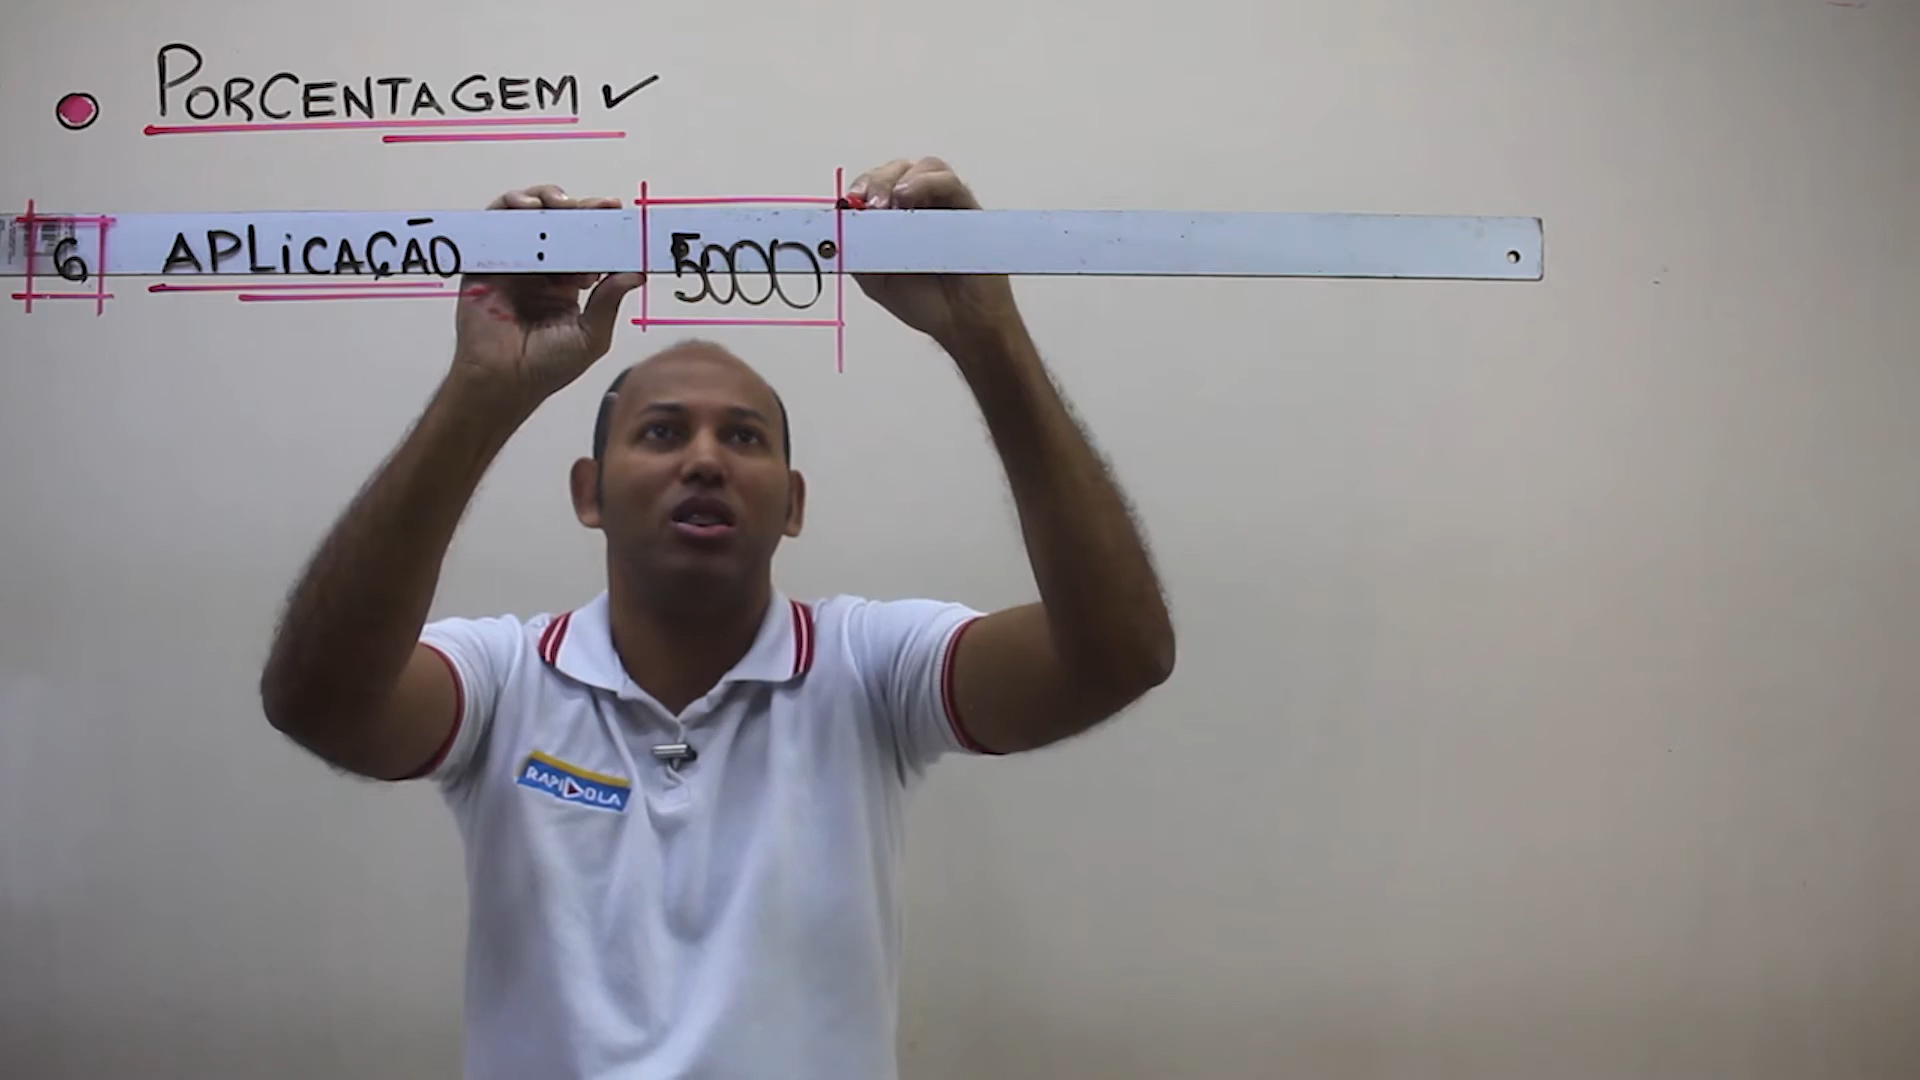 PORCENTAGEM
6 APLICAÇÃO : 5000
RAPIDOLA